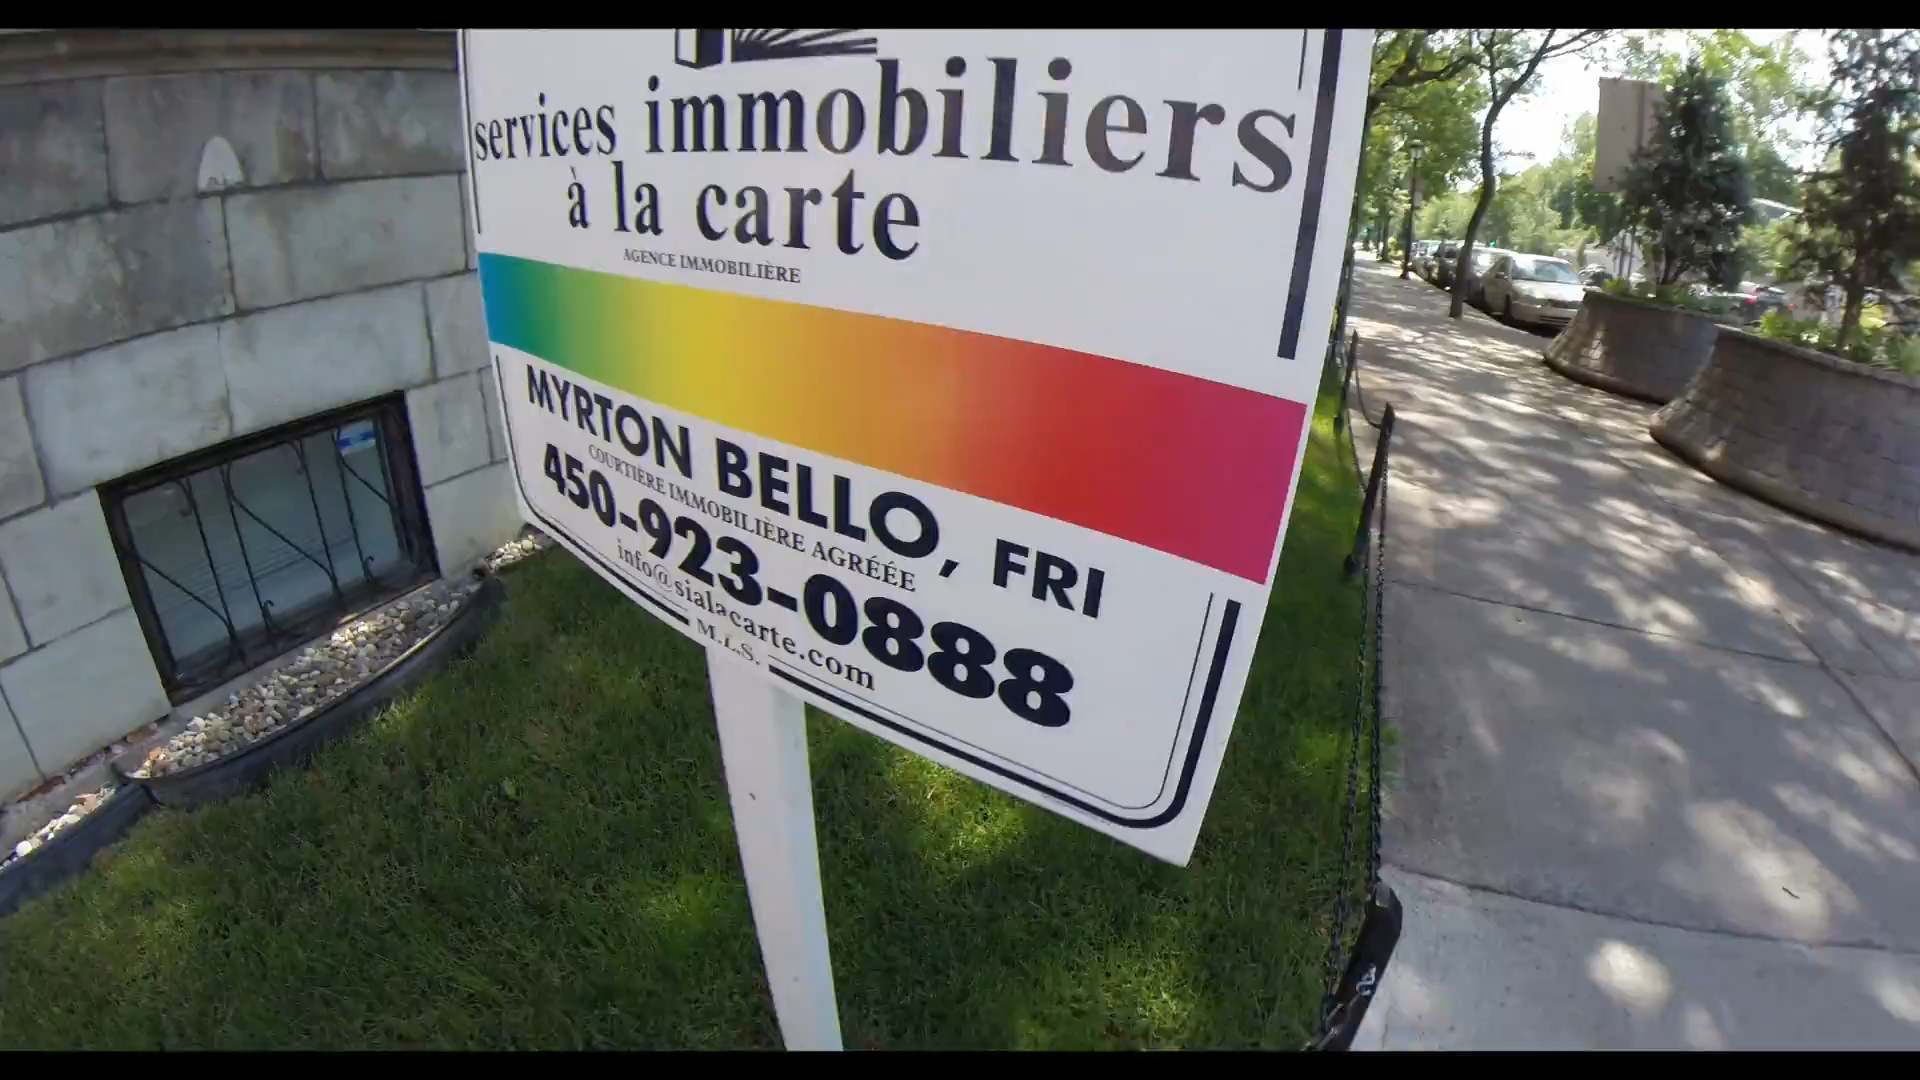 services immobiliers
à la carte
AGENCE IMMOBILIÈRE
MYRTON BELLO, FRI
COURTIÈRE IMMOBILIÈRE AGRÉÉE
450-923-0888
info@sialacarte.com
M.L.S.